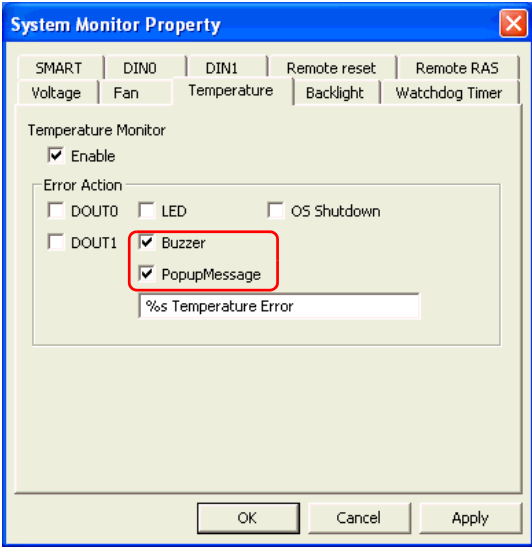 System Monitor Property
SMART DIN0 DIN1 Remote reset Remote RAS
Voltage Fan Temperature Backlight Watchdog Timer
Temperature Monitor
Enable
Error Action
DOUT0 LED OS Shutdown
DOUT1 Buzzer
PopupMessage
%s Temperature Error
OK Cancel Apply